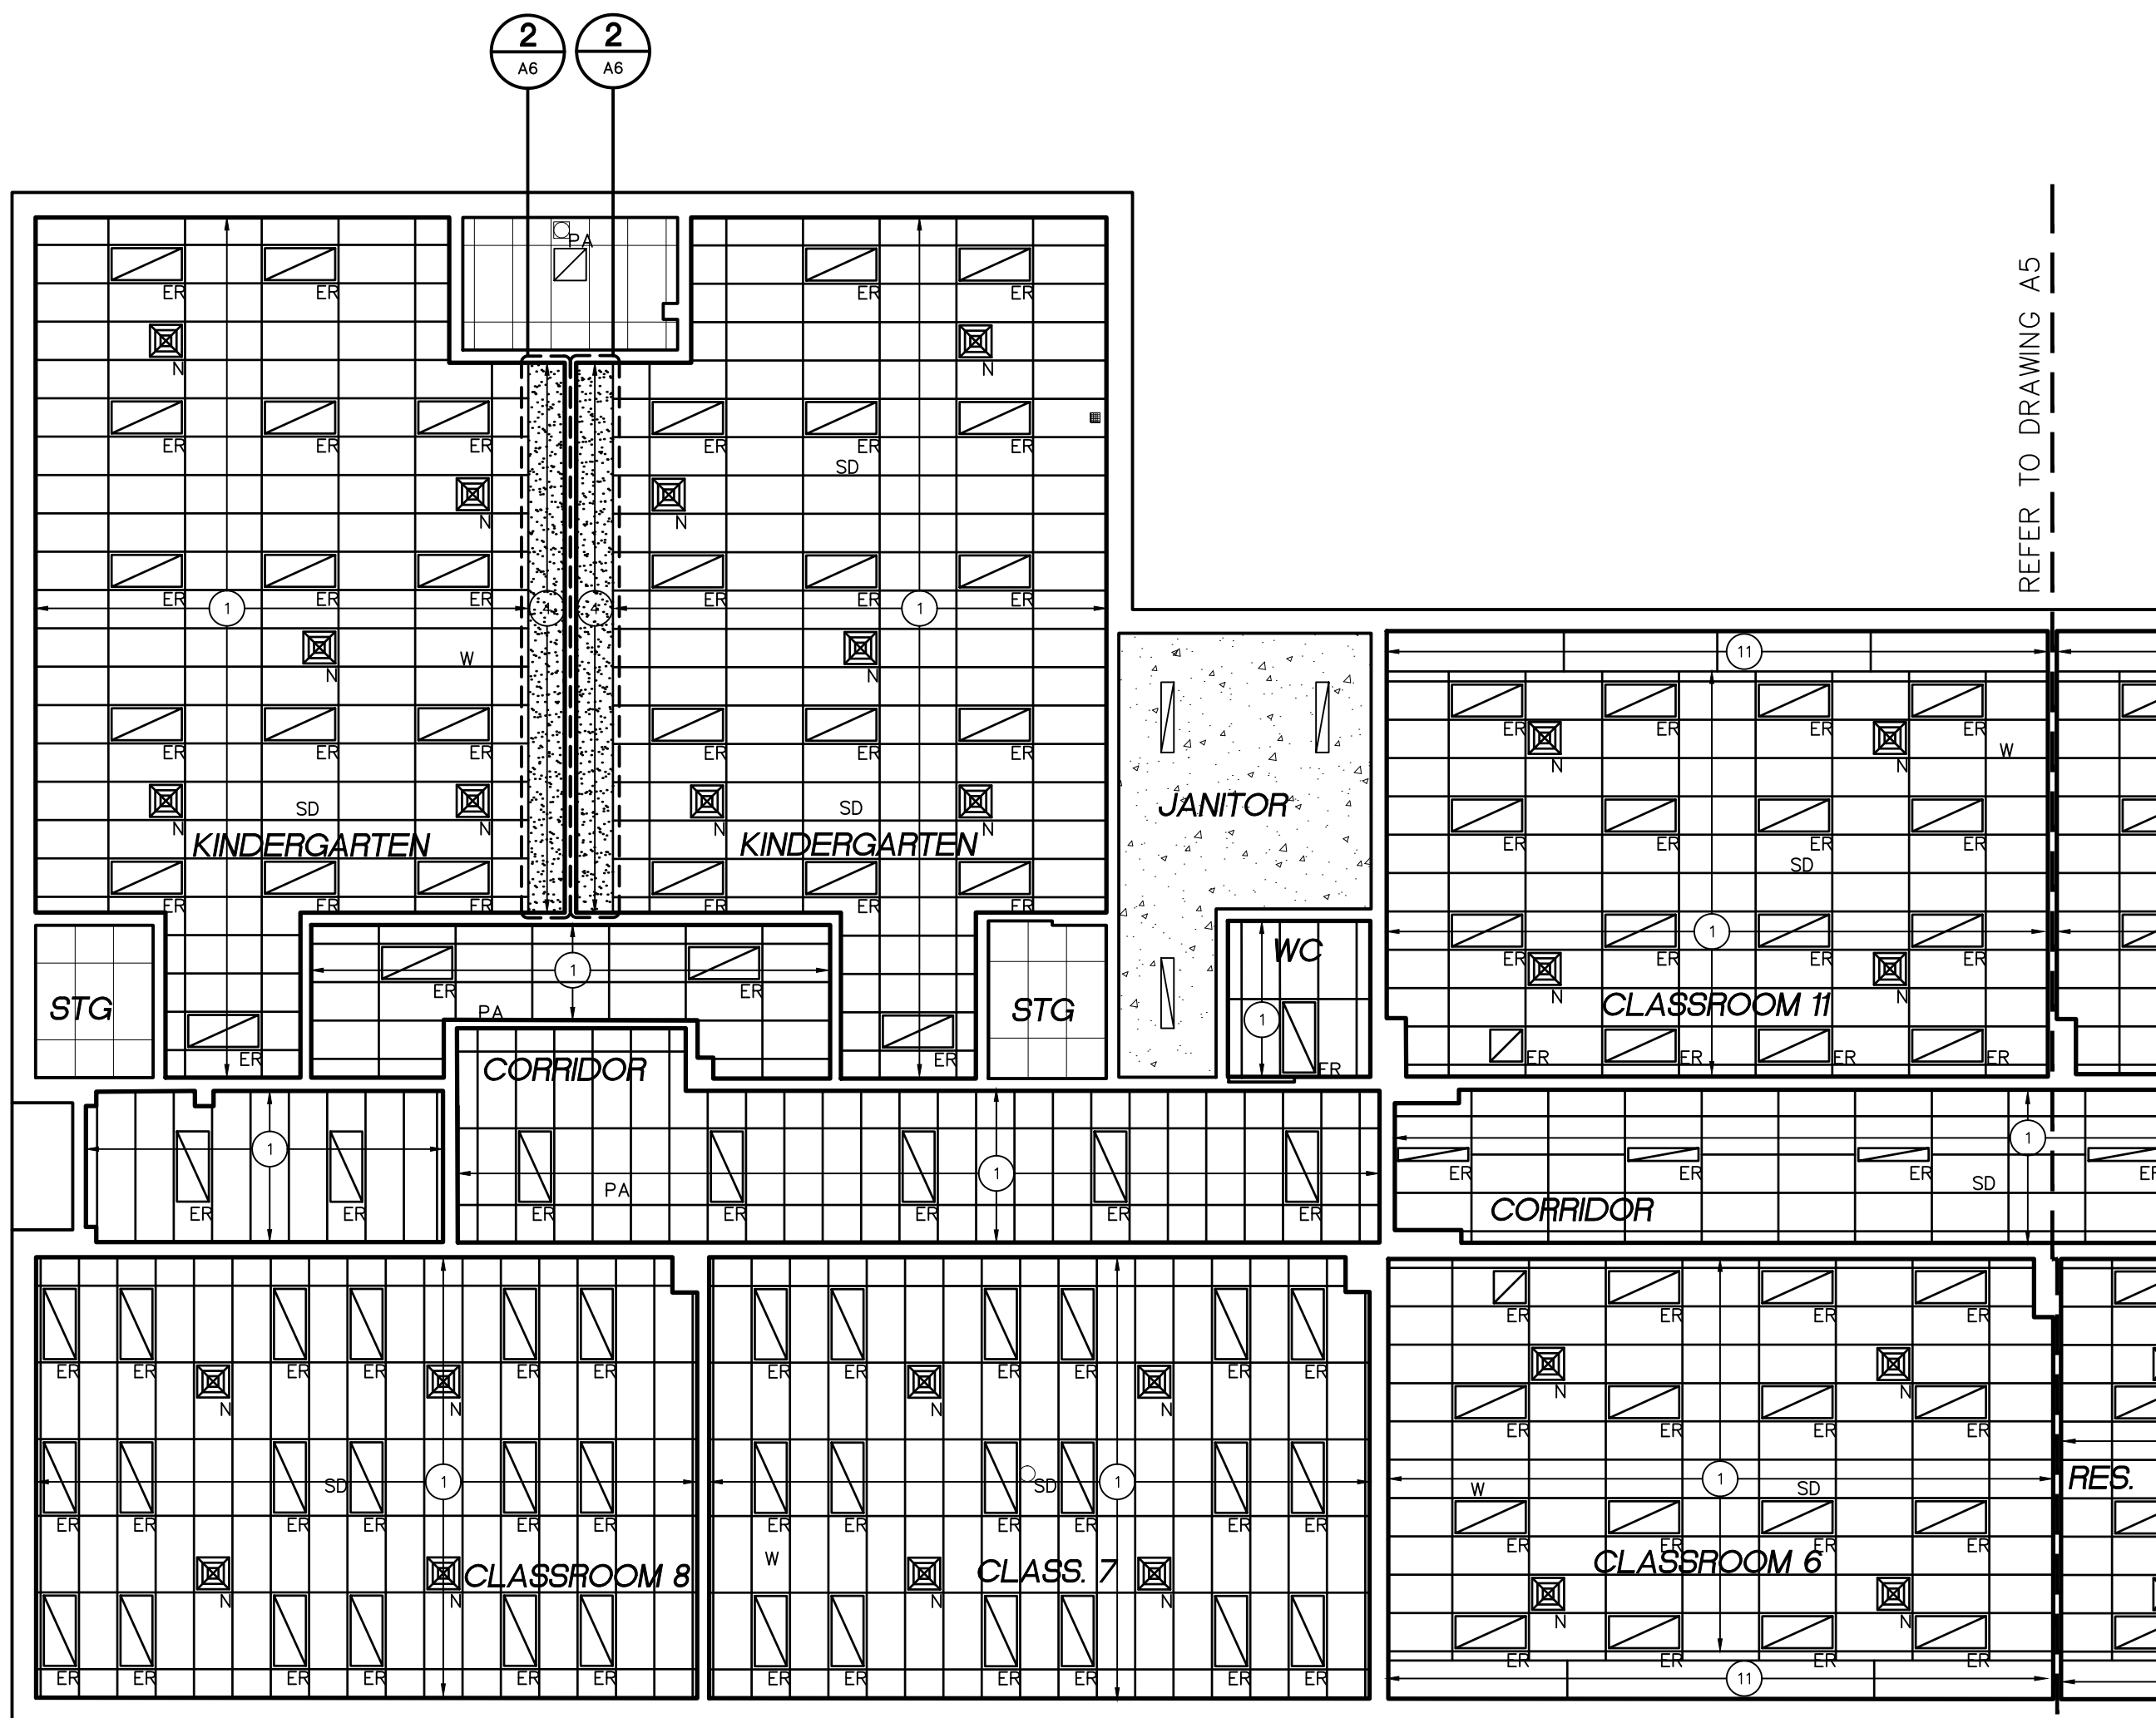 2 2
A6 A6
PA
ER ER ER ER
N N
REFER TO DRAWING A5
ER ER ER ER ER ER
SD
N N
ER ER ER ER ER ER
1 4 4 1
11
W
N N
ER ER ER ER
W
ER ER ER ER ER ER
N N
SD SD
JANITOR
N N N N
KINDERGARTEN KINDERGARTEN
ER ER ER ER
SD
ER ER ER ER ER ER
1
WC
ER ER ER ER
1
ER ER
N N
STG
PA
STG
1
CLASSROOM 11
ER ER ER
ER ER ER ER
CORRIDOR
1
1
1
ER ER ER ER
SD
PA
CORRIDOR
ER ER
ER ER ER ER ER
ER ER ER ER
ER ER ER ER ER ER
ER ER ER ER ER ER
N N
N N N N
ER ER ER ER
SD 1
SD 1
W 1 SD
RES.
ER ER ER ER ER ER
ER ER ER ER ER ER
ER ER ER ER
W
CLASSROOM 8
CLASS. 7
CLASSROOM 6
N N N N
N N
ER ER ER ER
ER ER ER ER ER ER
ER ER ER ER ER ER
11